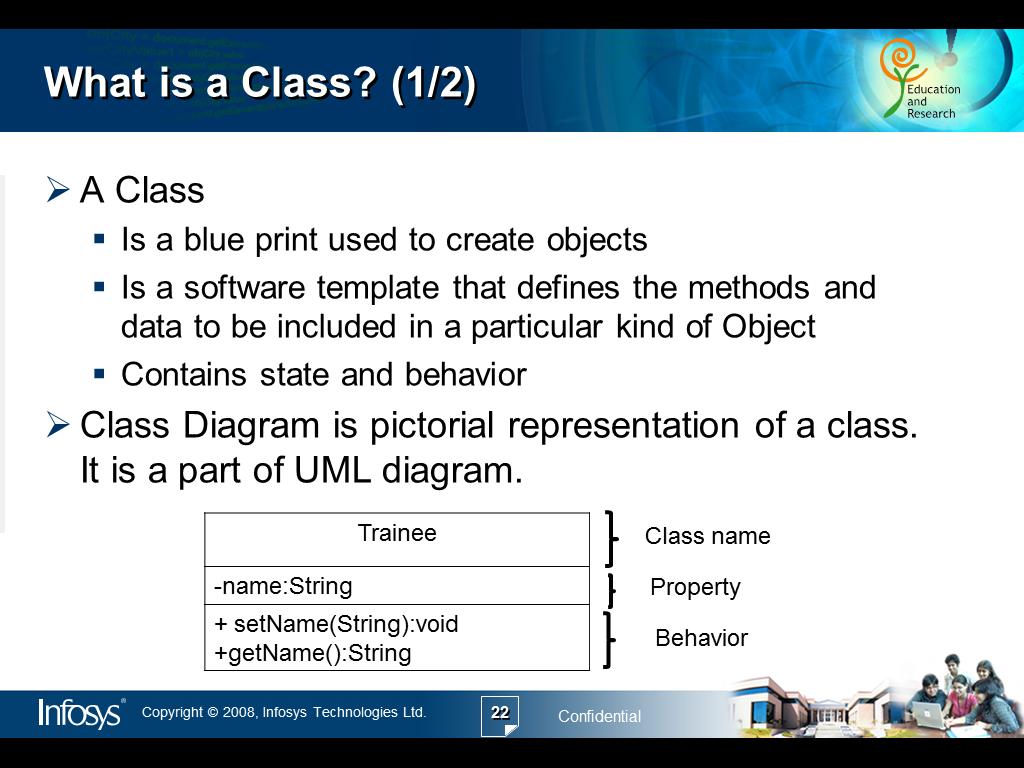 What is a Class? (1/2)
Education
and
Research
A Class
Is a blue print used to create objects
Is a software template that defines the methods and
data to be included in a particular kind of Object
Contains state and behavior
Class Diagram is pictorial representation of a class.
It is a part of UML diagram.
Trainee
Class name
-name:String
Property
+ setName(String):void
+getName():String
Behavior
Infosys®
Copyright © 2008, Infosys Technologies Ltd.
22
Confidential